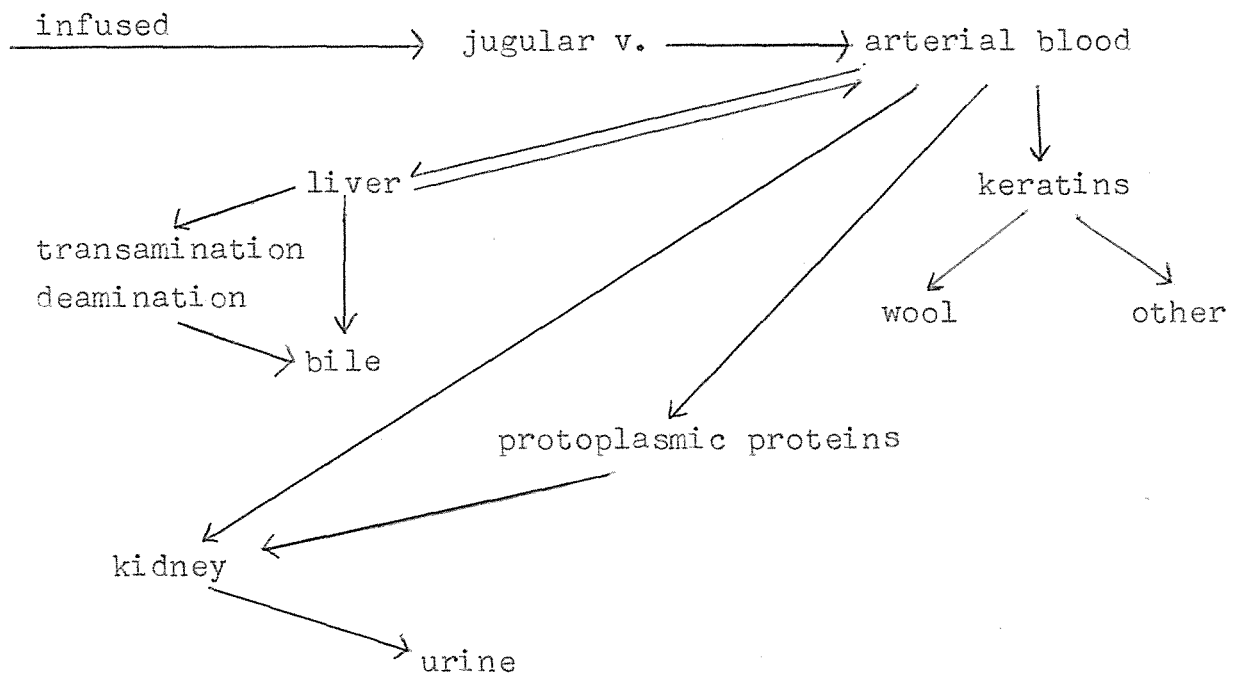 infused
jugular v.
arterial blood
liver
keratins
transamination
deamination
wool
other
bile
protoplasmic proteins
kidney
urine